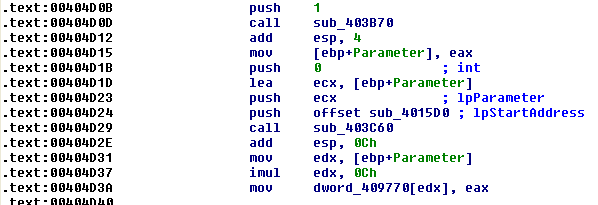 .text:00404D0B push 1
.text:00404D0D call sub_403B70
.text:00404D12 add esp, 4
.text:00404D15 mov [ebp+Parameter], eax
.text:00404D1B push 0 ; int
.text:00404D1D lea ecx, [ebp+Parameter]
.text:00404D23 push ecx ; lpParameter
.text:00404D24 push offset sub_4015D0 ; lpStartAddress
.text:00404D29 call sub_403C60
.text:00404D2E add esp, 0Ch
.text:00404D31 mov edx, [ebp+Parameter]
.text:00404D37 imul edx, 0Ch
.text:00404D3A mov dword_409770[edx], eax
.text:00404D40